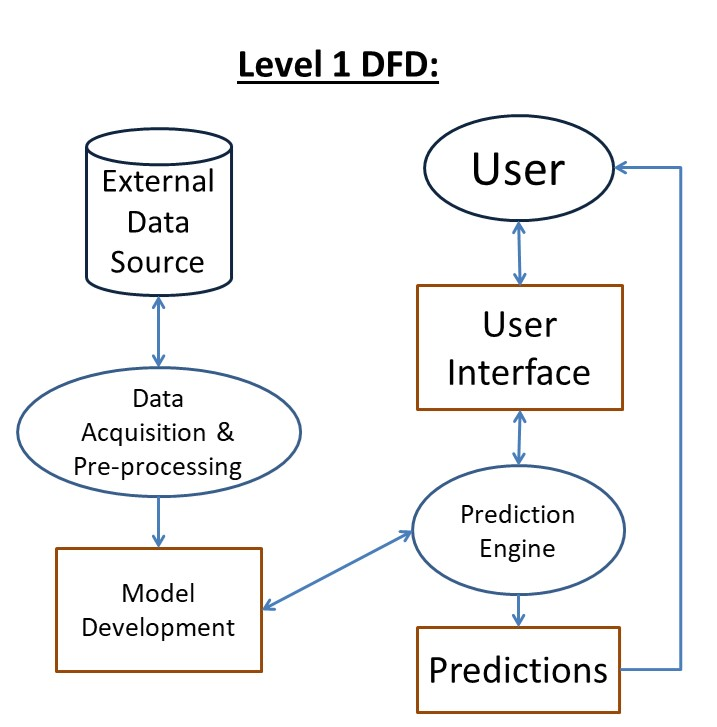 Level 1 DFD:
External
Data
Source
User
User
Interface
Data
Acquisition &
Pre-processing
Prediction
Engine
Model
Development
Predictions